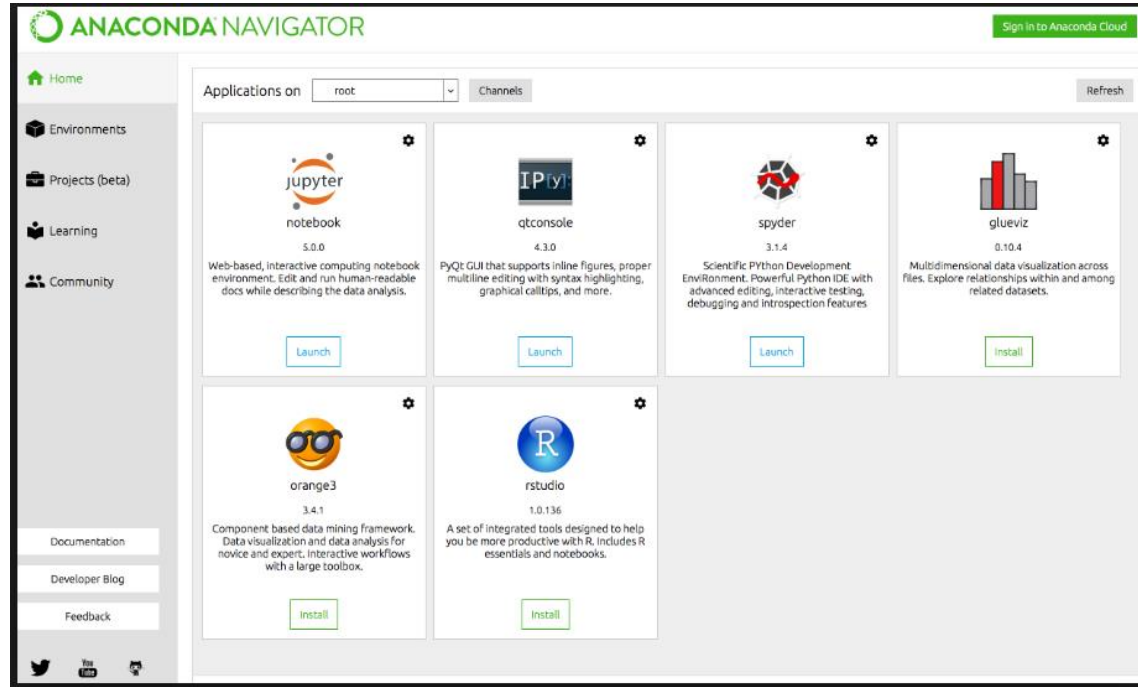 ANACONDA NAVIGATOR
Sign in to Anaconda Cloud
Home
Environments
Projects (beta)
Learning
Community
Documentation
Developer Blog
Feedback
You
Tube
Applications on
root
Channels
Refresh
jupyter
notebook
5.0.0
Web-based, interactive computing notebook
environment. Edit and run human-readable
docs while describing the data analysis.
Launch
IP[y]:
qtconsole
4.3.0
PyQt GUI that supports inline figures, proper
multiline editing with syntax highlighting,
graphical calltips, and more.
Launch
spyder
3.1.4
Scientific PYthon Development
EnviRonment. Powerful Python IDE with
advanced editing, interactive testing,
debugging and introspection features
Launch
glueviz
0.10.4
Multidimensional data visualization across
files. Explore relationships within and among
related datasets.
Install
orange3
3.4.1
Component based data mining framework.
Data visualization and data analysis for
novice and expert. Interactive workflows
with a large toolbox.
Install
R
rstudio
1.0.136
A set of integrated tools designed to help
you be more productive with R. Includes R
essentials and notebooks.
Install